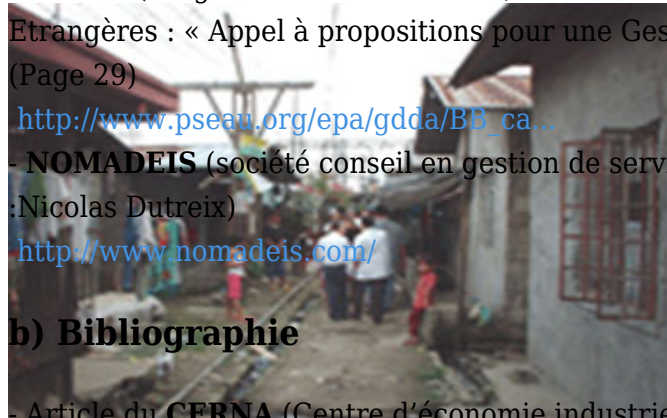 Etrangères : « Appel à propositions pour une Ges
(Page 29)
http://www.pseau.org/epa/gdda/BB_ca...
- NOMADEIS (société conseil en gestion de servi
:Nicolas Dutreix)
http://www.nomadeis.com/
b) Bibliographie
- Article du CERNA (Centre d'économie industrie